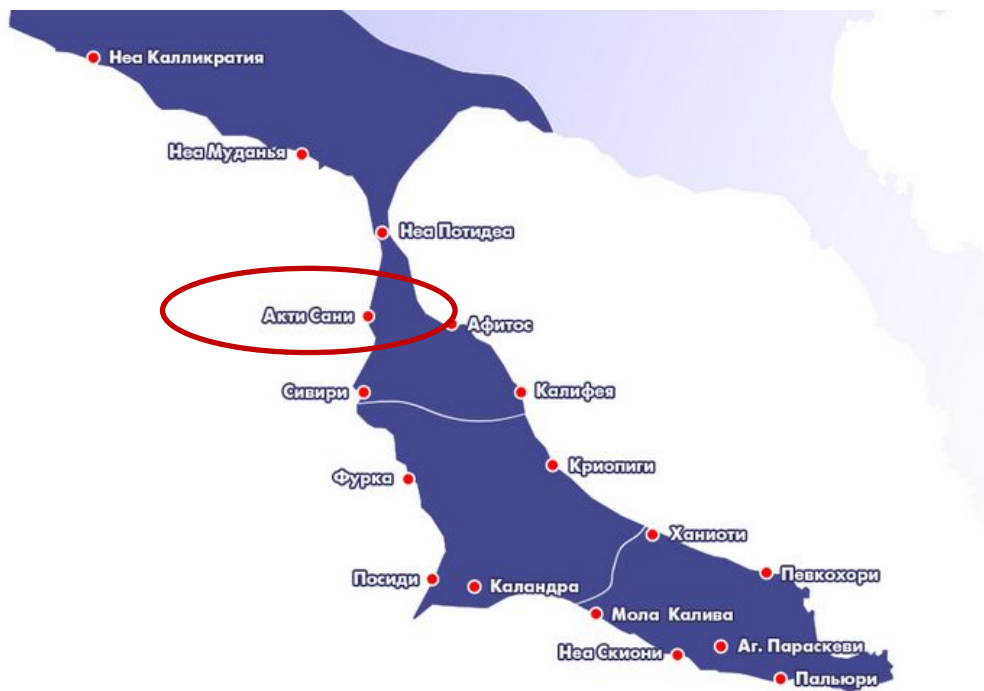 Неа Калликратия
Неа Муданья
Неа Потидеа
Акти Сани
Афитос
Сивири
Калифея
Криопиги
Фурка
Ханиоти
Певкохори
Посиди
Каландра
Мола Калива
Аг. Параскеви
Неа Скиони
Пальюри